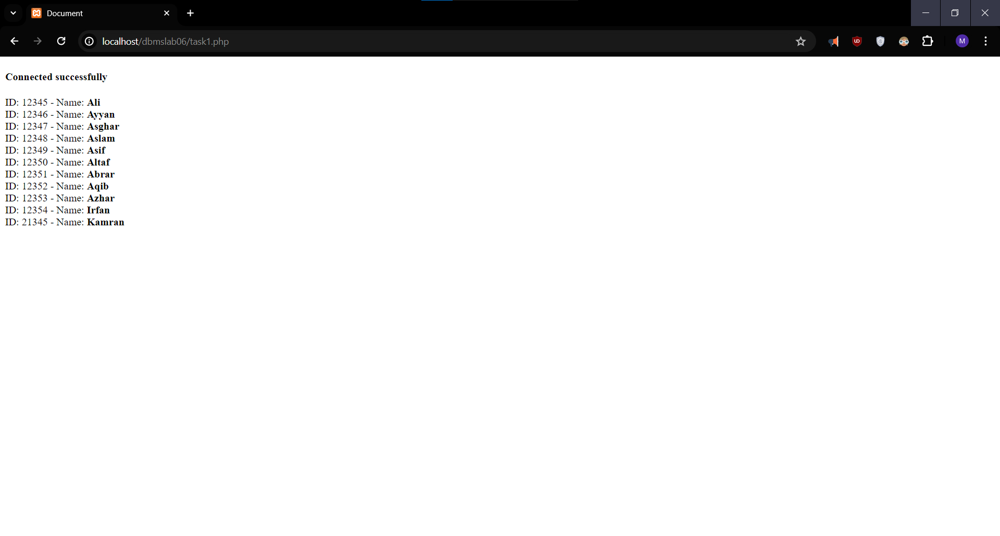 Document
localhost/dbmslab06/task1.php
UD
M
Connected successfully
ID: 12345 - Name: Ali
ID: 12346 - Name: Ayyan
ID: 12347 - Name: Asghar
ID: 12348 - Name: Aslam
ID: 12349 - Name: Asif
ID: 12350 - Name: Altaf
ID: 12351 - Name: Abrar
ID: 12352 - Name: Aqib
ID: 12353 - Name: Azhar
ID: 12354 - Name: Irfan
ID: 21345 - Name: Kamran